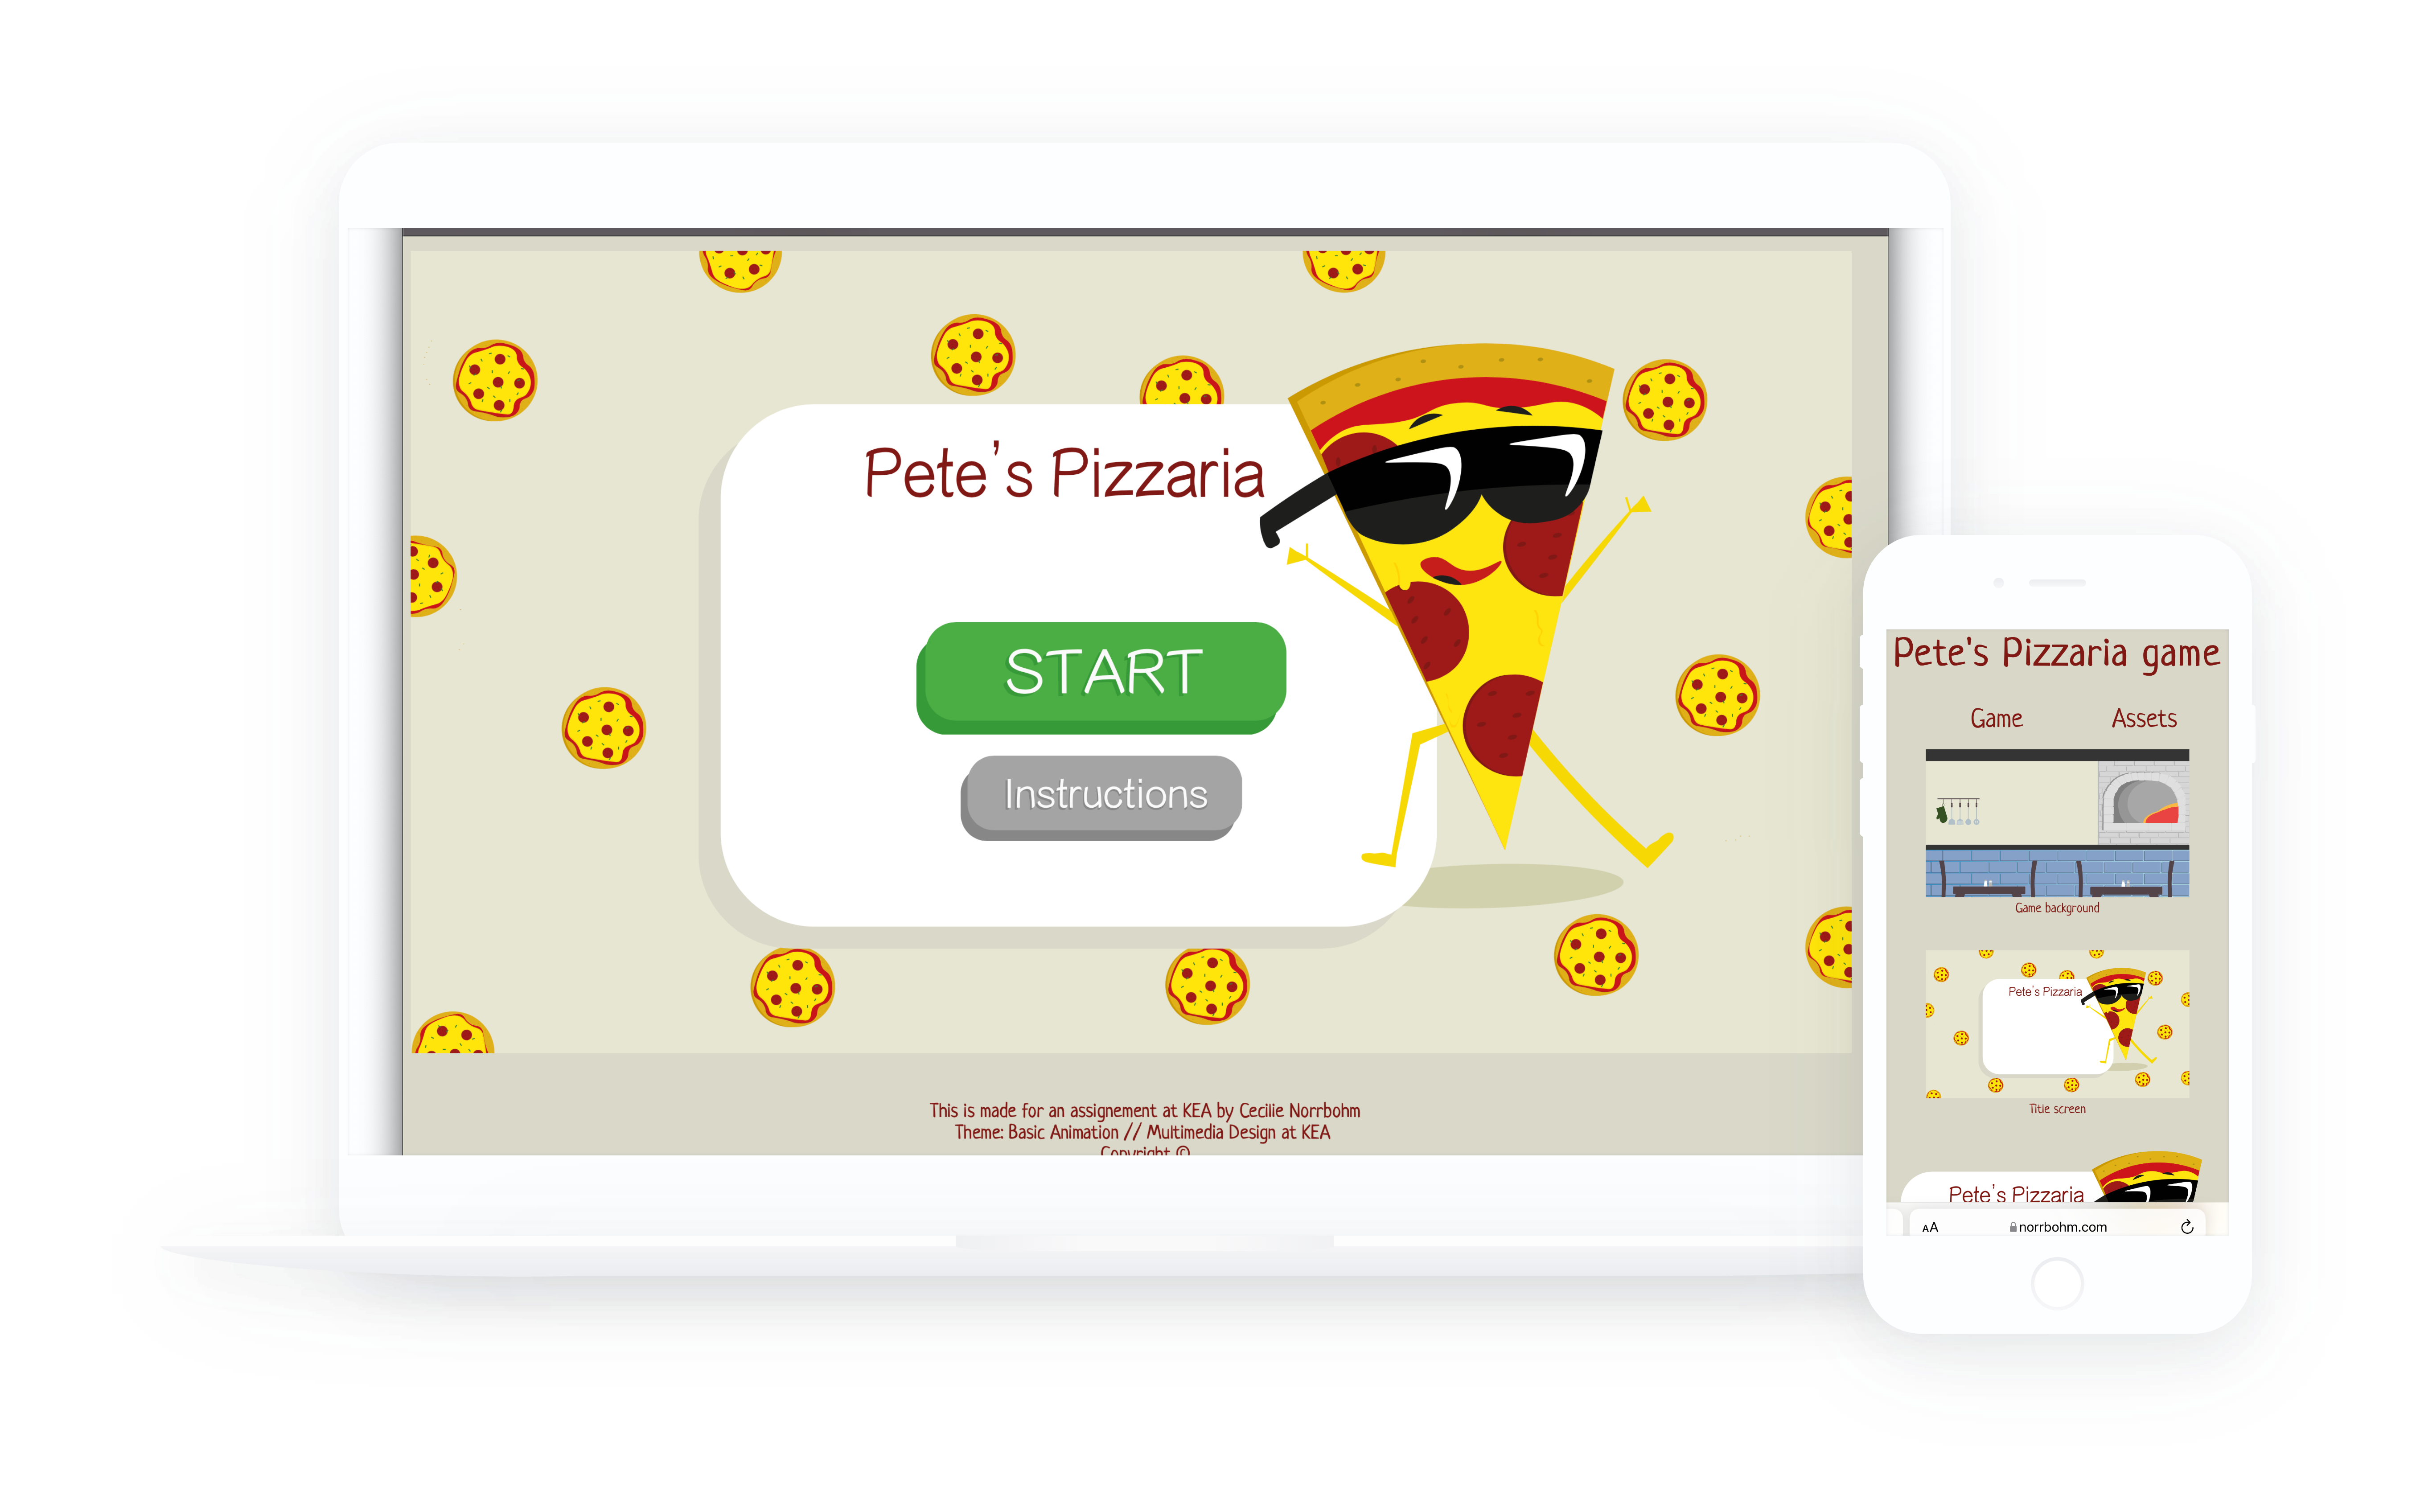 Pete’s Pizzaria
START
Instructions
This is made for an assignement at KEA by Cecilie Norrbohm
Theme: Basic Animation // Multimedia Design at KEA
Copyright ©
Pete's Pizzaria game
Game Assets
Game background
Pete’s Pizzaria
Title screen
Pete’s Pizzaria
AA norrbohm.com